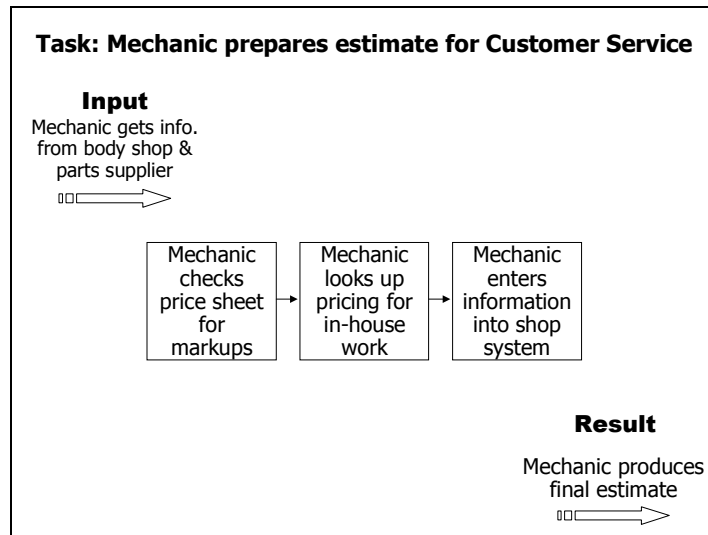 Task: Mechanic prepares estimate for Customer Service
Input
Mechanic gets info.
from body shop &
parts supplier
Mechanic
checks
price sheet
for
markups
Mechanic
looks up
pricing for
in-house
work
Mechanic
enters
information
into shop
system
Result
Mechanic produces
final estimate